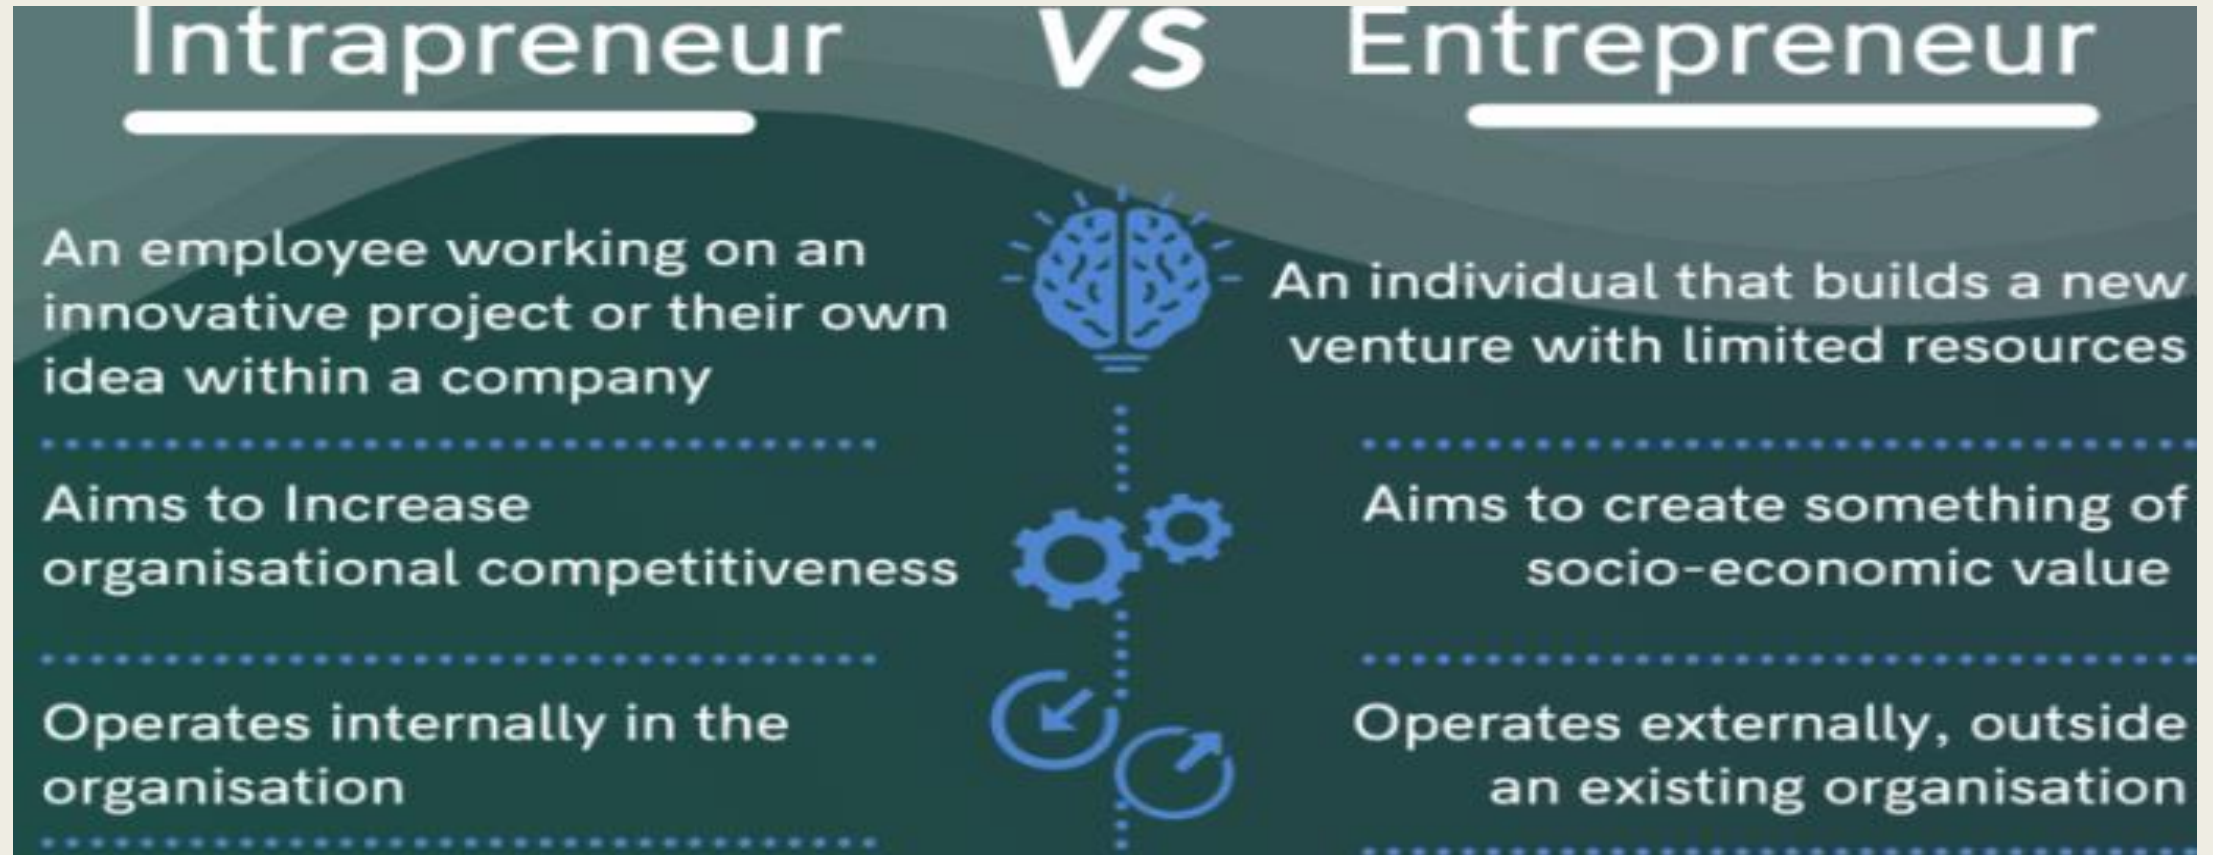 Intrapreneur vs Entrepreneur
An employee working on an
innovative project or their own
idea within a company
An individual that builds a new
venture with limited resources
Aims to Increase
organisational competitiveness
Aims to create something of
socio-economic value
Operates internally in the
organisation
Operates externally, outside
an existing organisation